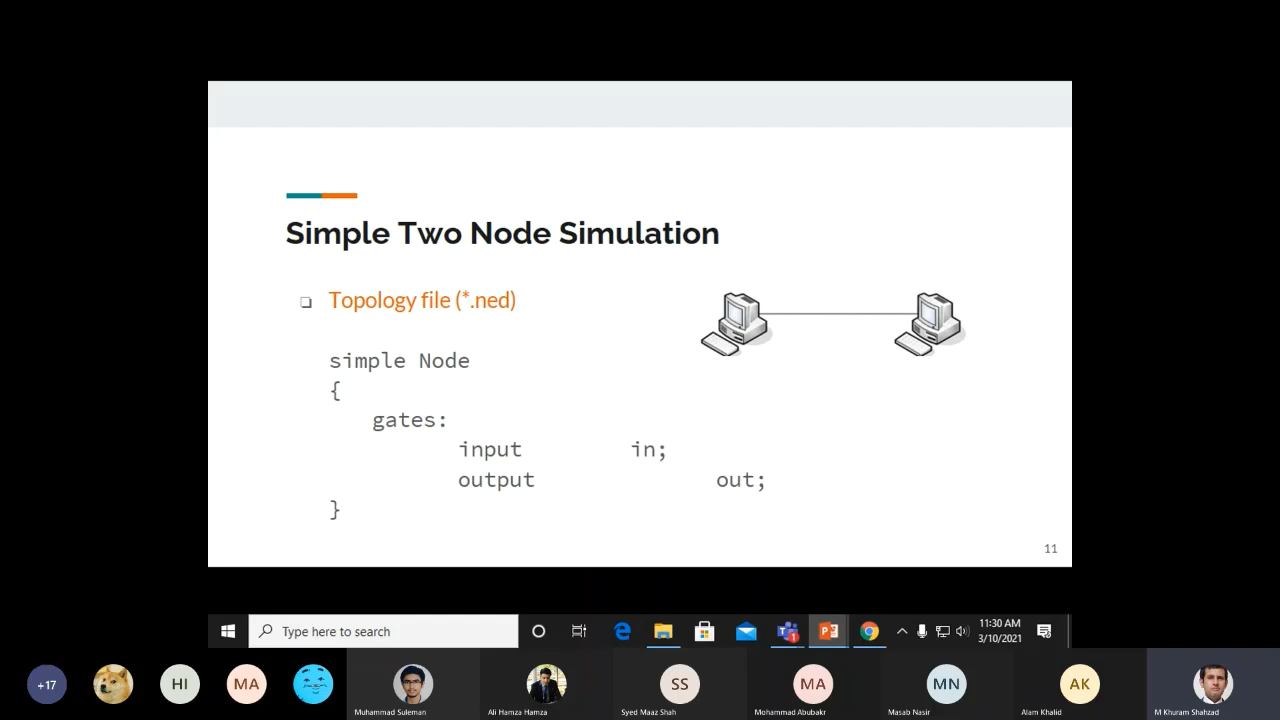 Simple Two Node Simulation
Topology file (*.ned)
simple Node
{
gates:
input in;
output out;
}
11
Type here to search
1
11:30 AM
3/10/2021
+17
HI
MA
SS
MA
MN
AK
Muhammad Suleman
Ali Hamza Hamza
Syed Maaz Shah
Mohammad Abubakr
Masab Nasir
Alam Khalid
M Khuram Shahzad